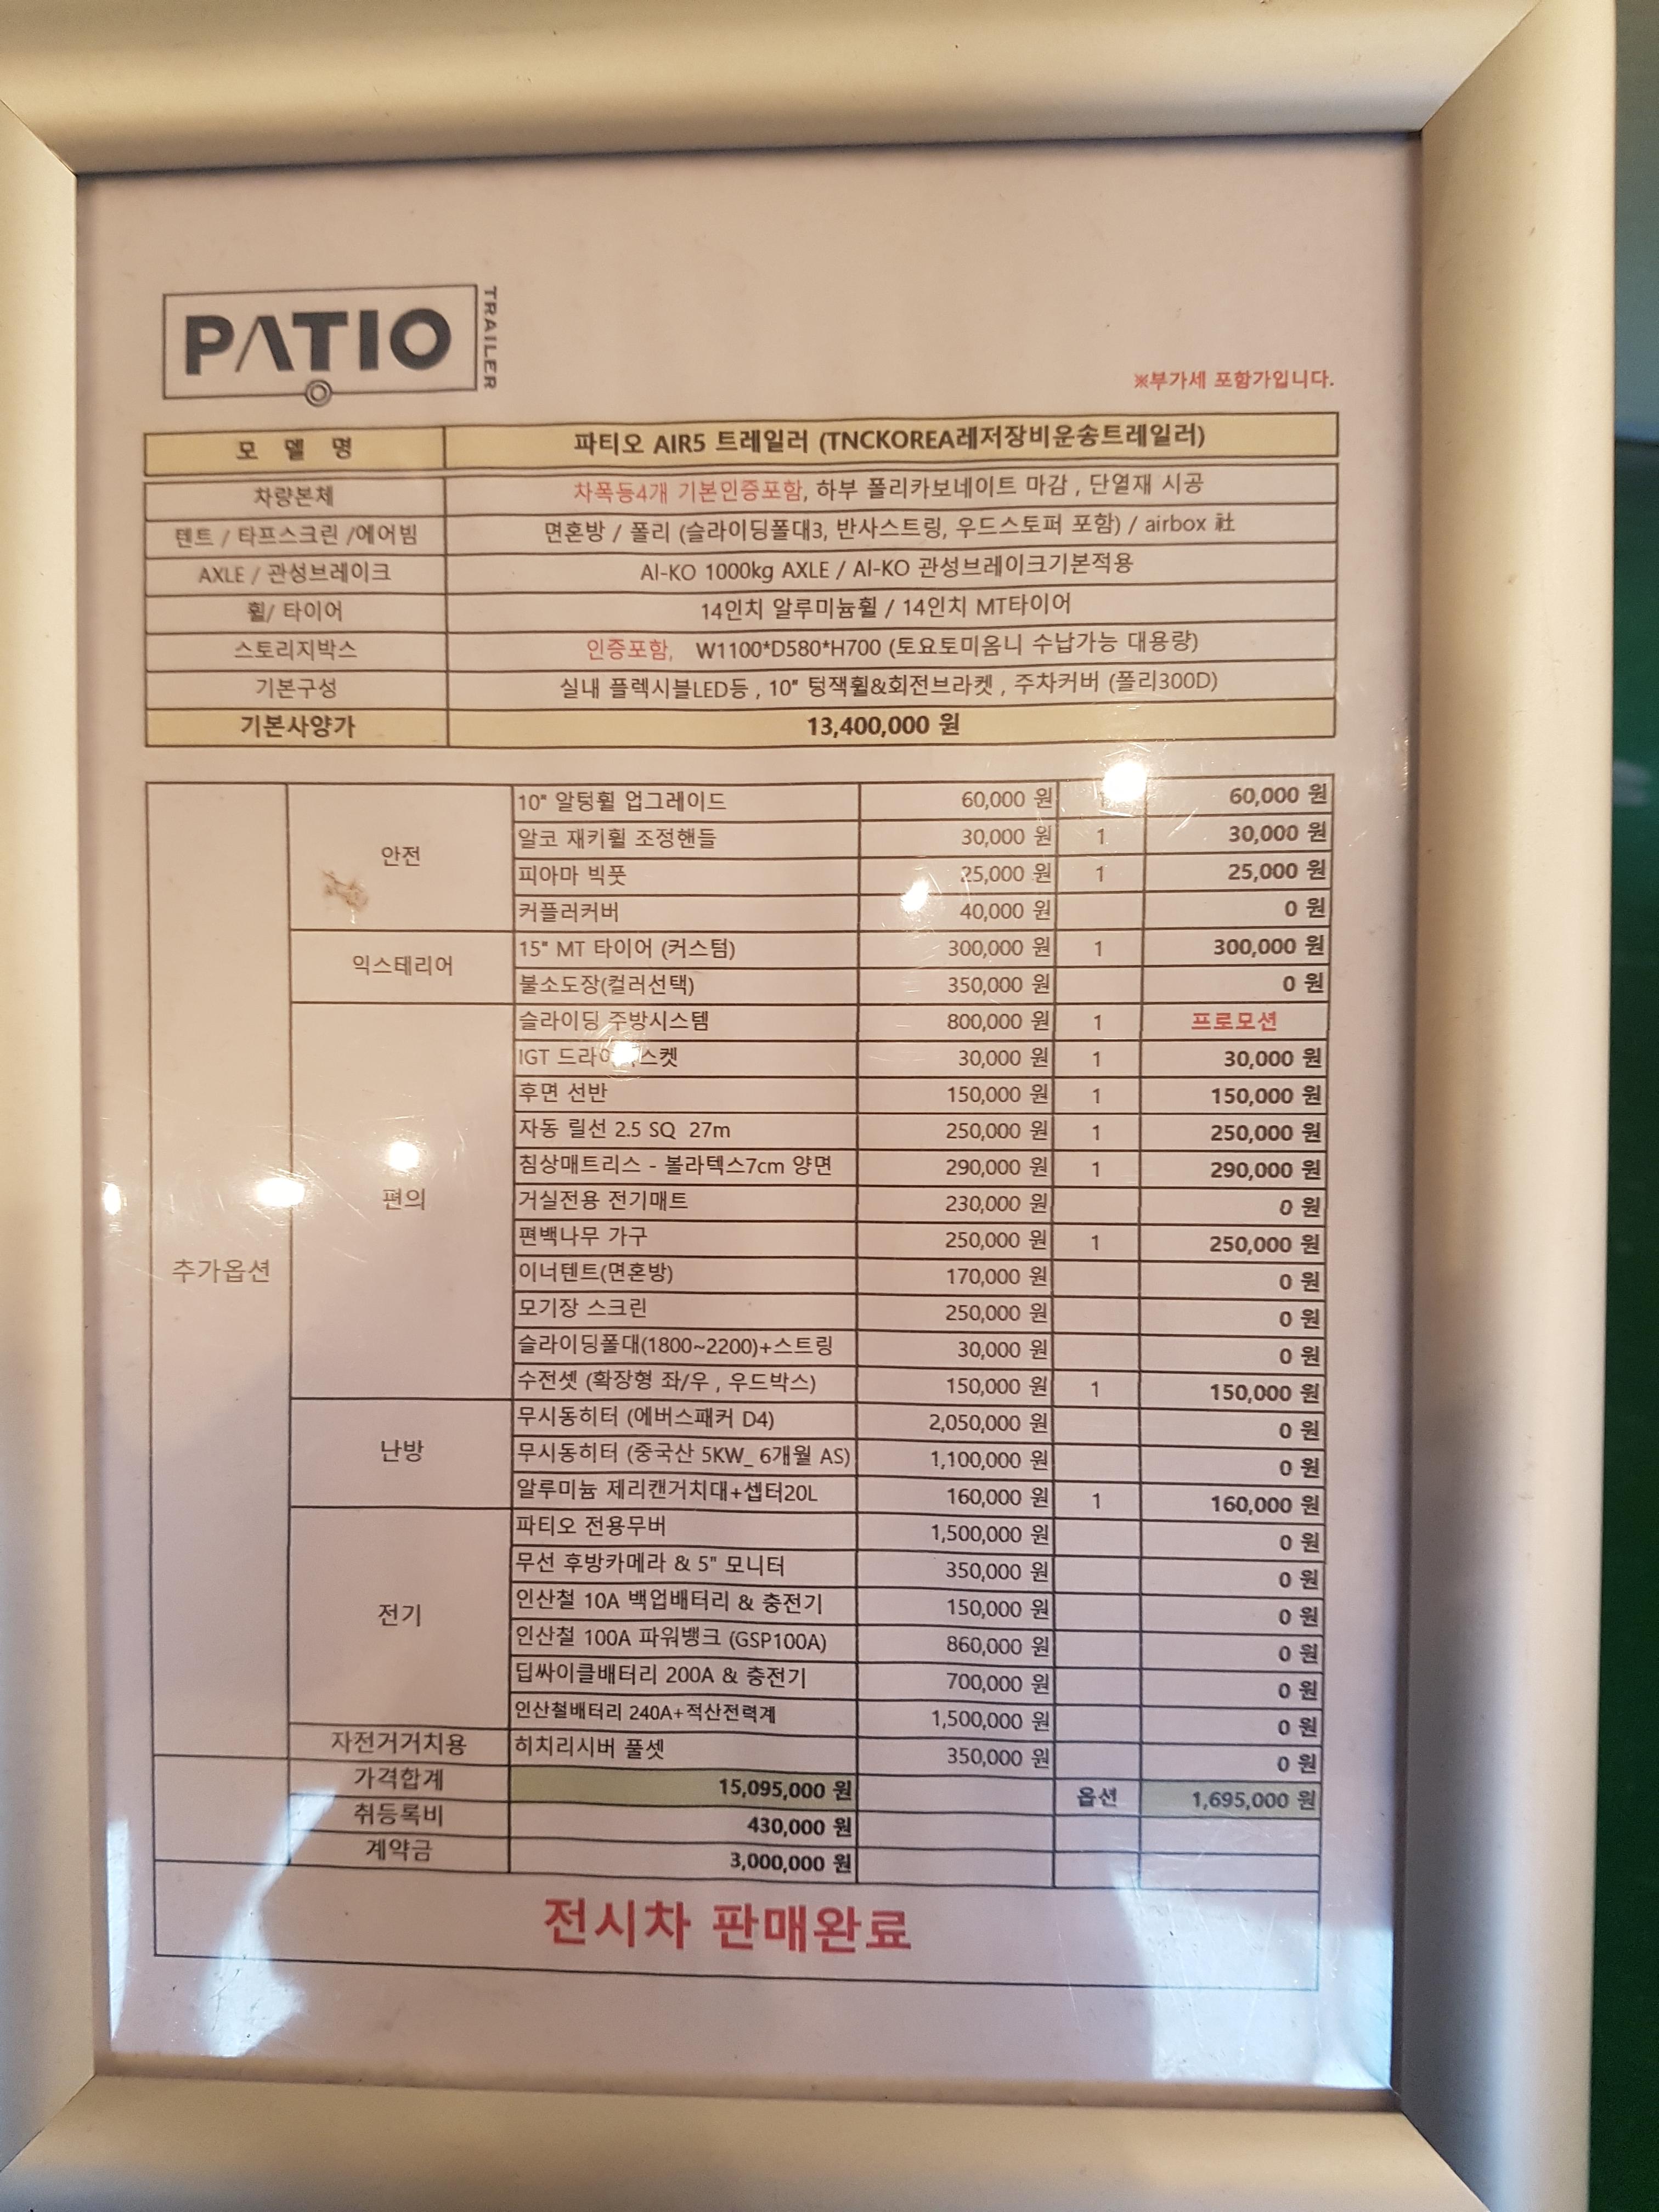 PATIO
TRAILER
※부가세 포함가입니다.
모 델 명 파티오 AIR5 트레일러 (TNCKOREA레저장비운송트레일러)
차량본체 차폭등4개 기본인증포함, 하부 폴리카보네이트 마감 , 단열재 시공
텐트 / 타프스크린 /에어빔 면혼방 / 폴리 (슬라이딩폴대3, 반사스트링, 우드스토퍼 포함) / airbox 社
AXLE / 관성브레이크 Al-KO 1000kg AXLE / Al-KO 관성브레이크기본적용
휠/ 타이어 14인치 알루미늄휠 / 14인치 MT타이어
스토리지박스 인증포함, W1100*D580*H700 (토요토미옴니 수납가능 대용량)
기본구성 실내 플렉시블LED등 , 10" 텅잭휠&회전브라켓 , 주차커버 (폴리300D)
기본사양가 13,400,000 원
추가옵션
안전
10" 알텅휠 업그레이드 60,000 원 60,000 원
알코 재키휠 조정핸들 30,000 원 1 30,000 원
피아마 빅풋 25,000 원 1 25,000 원
커플러커버 40,000 원 0 원
익스테리어
15" MT 타이어 (커스텀) 300,000 원 1 300,000 원
불소도장(컬러선택) 350,000 원 0 원
편의
슬라이딩 주방시스템 800,000 원 1 프로모션
IGT 30,000 원 1 30,000 원
후면 선반 150,000 원 1 150,000 원
자동 릴선 2.5 SQ 27m 250,000 원 1 250,000 원
침상매트리스 - 볼라텍스7cm 양면 290,000 원 1 290,000 원
거실전용 전기매트 230,000 원 0 원
편백나무 가구 250,000 원 1 250,000 원
이너텐트(면혼방) 170,000 원 0 원
모기장 스크린 250,000 원 0 원
슬라이딩폴대(1800~2200)+스트링 30,000 원 0 원
수전셋 (확장형 좌/우 , 우드박스) 150,000 원 1 150,000 원
난방
무시동히터 (에버스패커 D4) 2,050,000 원 0 원
무시동히터 (중국산 5KW_ 6개월 AS) 1,100,000 원 0 원
알루미늄 제리캔거치대+셉터20L 160,000 원 1 160,000 원
전기
파티오 전용무버 1,500,000 원 0 원
무선 후방카메라 & 5" 모니터 350,000 원 0 원
인산철 10A 백업배터리 & 충전기 150,000 원 0 원
인산철 100A 파워뱅크 (GSP100A) 860,000 원 0 원
딥싸이클배터리 200A & 충전기 700,000 원 0 원
인산철배터리 240A+적산전력계 1,500,000 원 0 원
자전거거치용 히치리시버 풀셋 350,000 원 0 원
가격합계 15,095,000 원 옵션 1,695,000 원
취등록비 430,000 원
계약금 3,000,000 원
전시차 판매완료